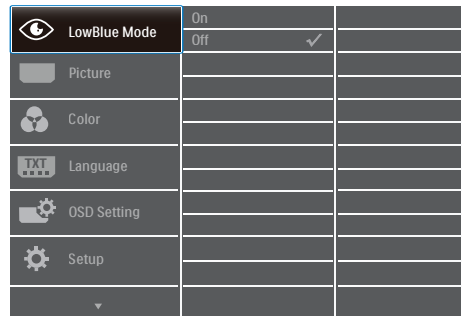 LowBlue Mode
On
Off
Picture
Color
TXT
Language
OSD Setting
Setup